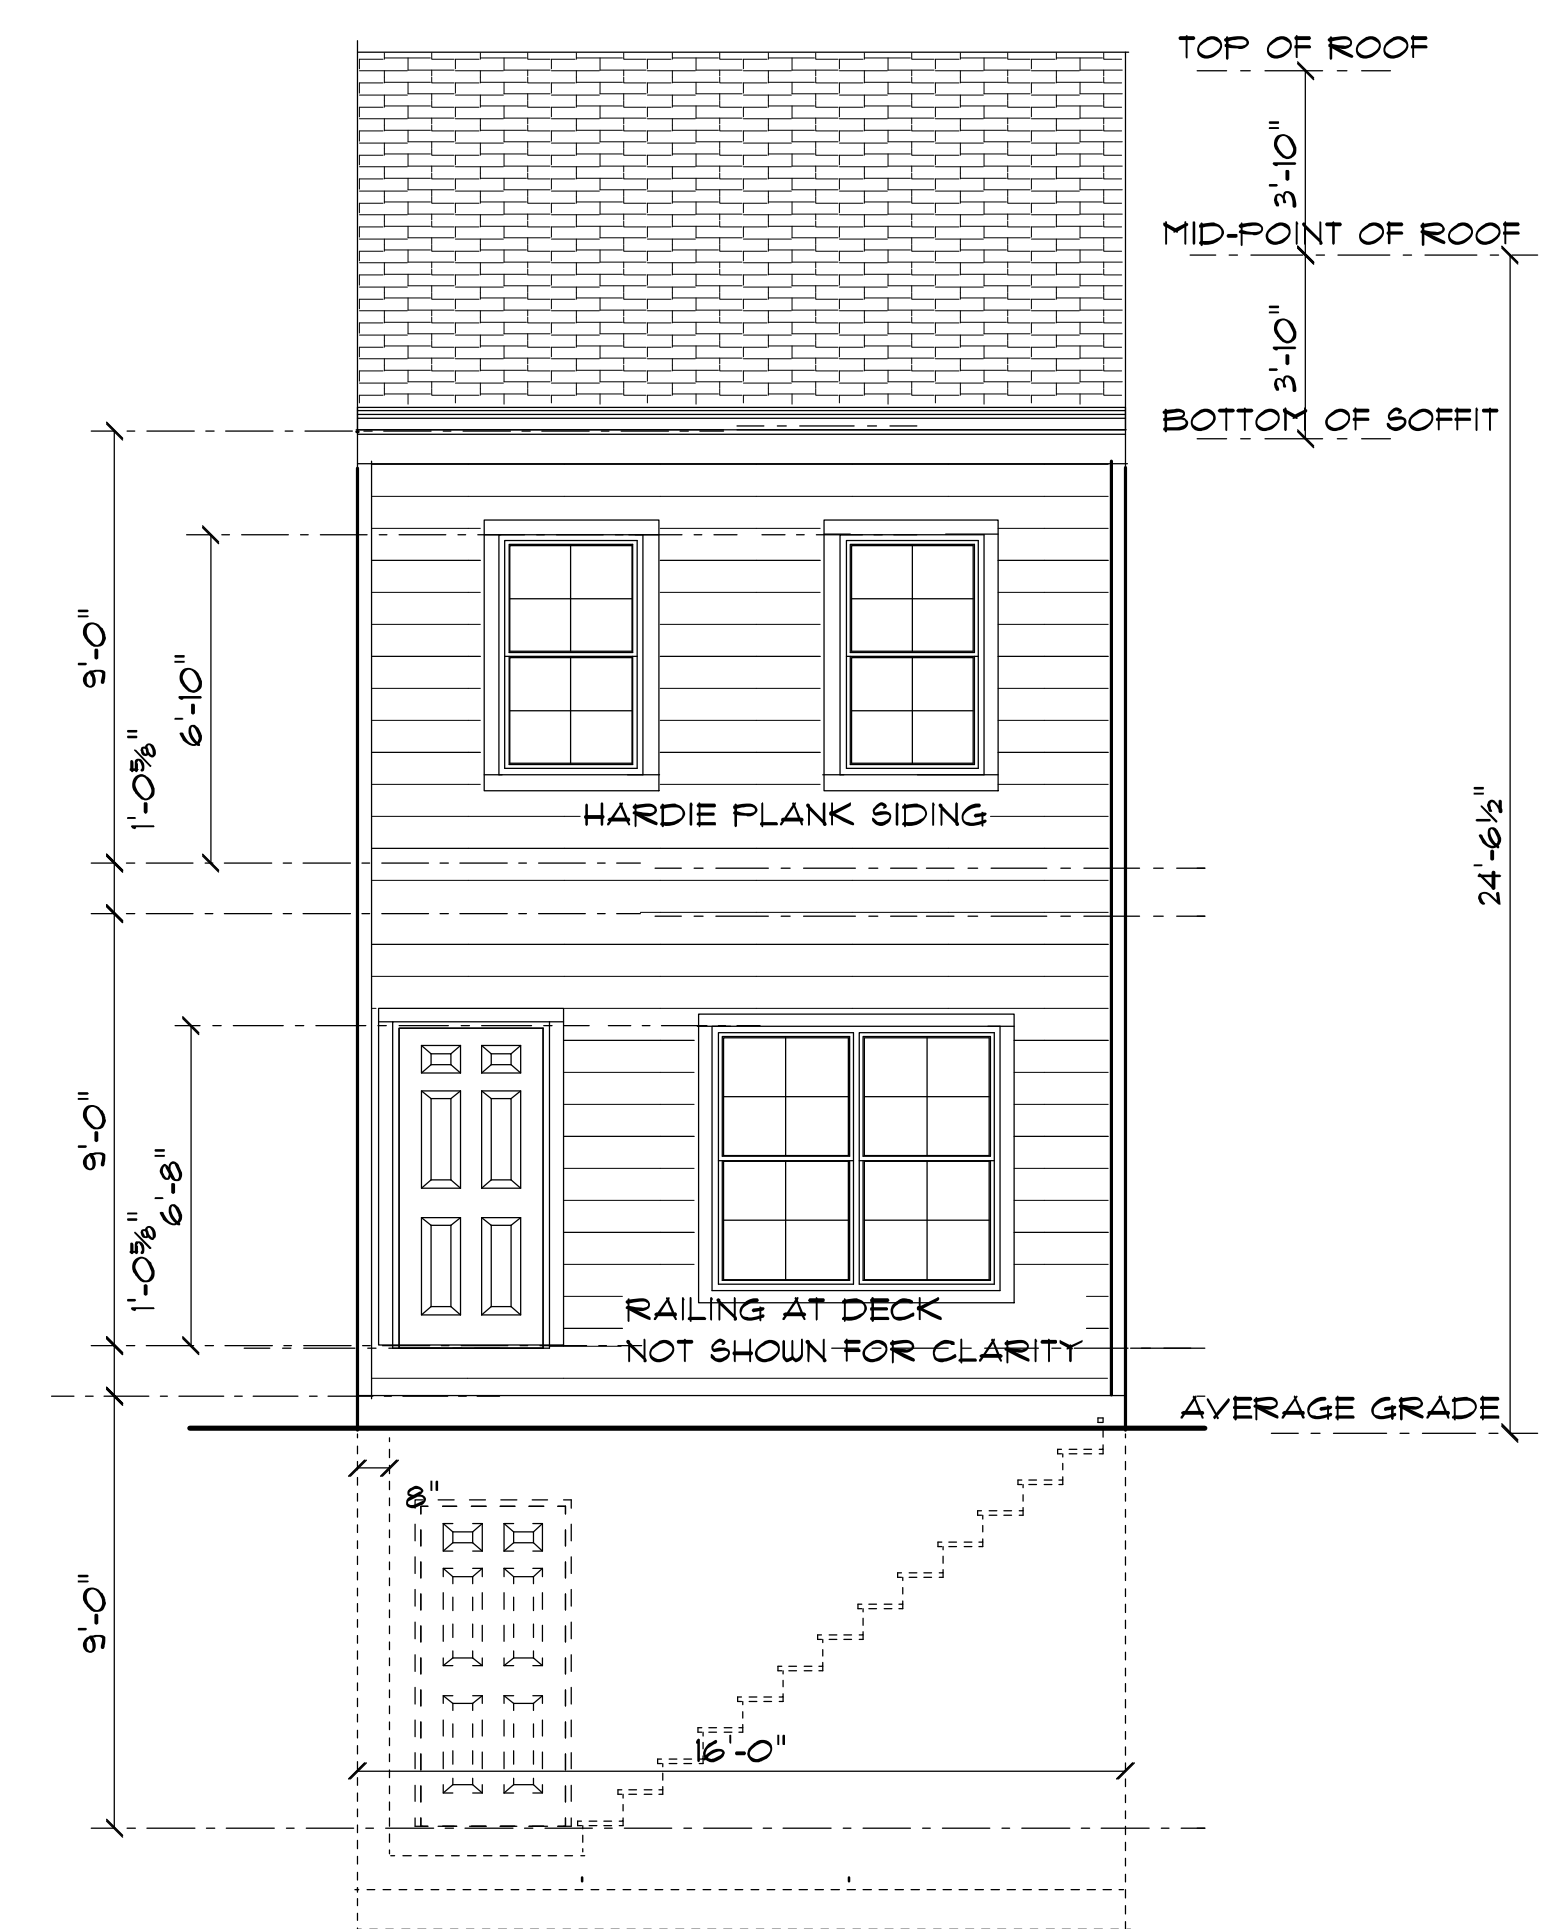 TOP OF ROOF
3'-10"
MID-POINT OF ROOF
3'-10"
BOTTOM OF SOFFIT
9'-0"
6'-10"
1'-0⅝"
HARDIE PLANK SIDING
24'-6½"
9'-0"
6'-8"
1'-0⅝"
RAILING AT DECK
NOT SHOWN FOR CLARITY
AVERAGE GRADE
8"
9'-0"
16'-0"